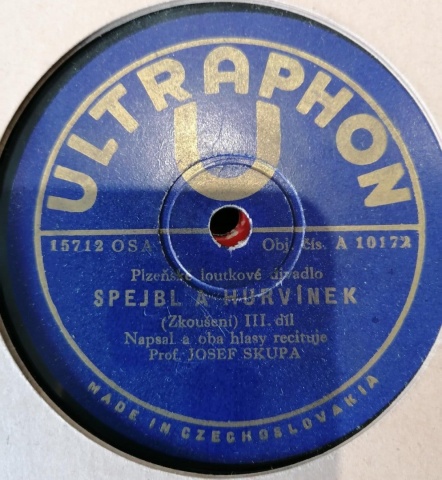 ULTRAPHON
U
15712 OSA Obj. čís. A 10172
Plzeňské loutkové divadlo
SPEJBL A HURVÍNEK
(Zkoušení) III. díl
Napsal a oba hlasy recituje
Prof. JOSEF SKUPA
MADE IN CZECHOSLOVAKIA